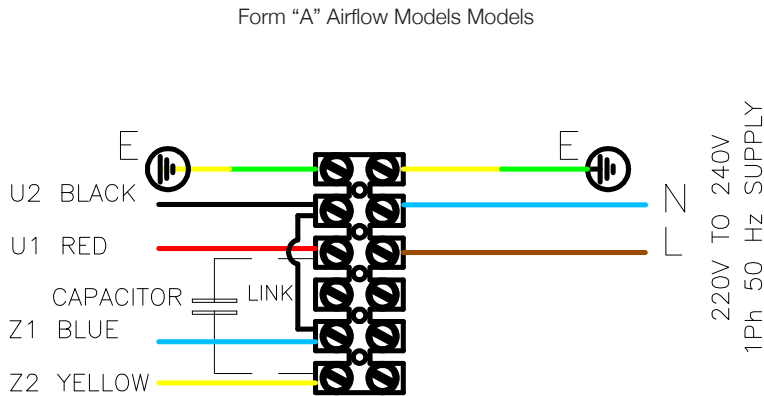 Form “A” Airflow Models Models
E
E
U2 BLACK
N
U1 RED
L
CAPACITOR
LINK
Z1 BLUE
Z2 YELLOW
220V TO 240V
1Ph 50 Hz SUPPLY